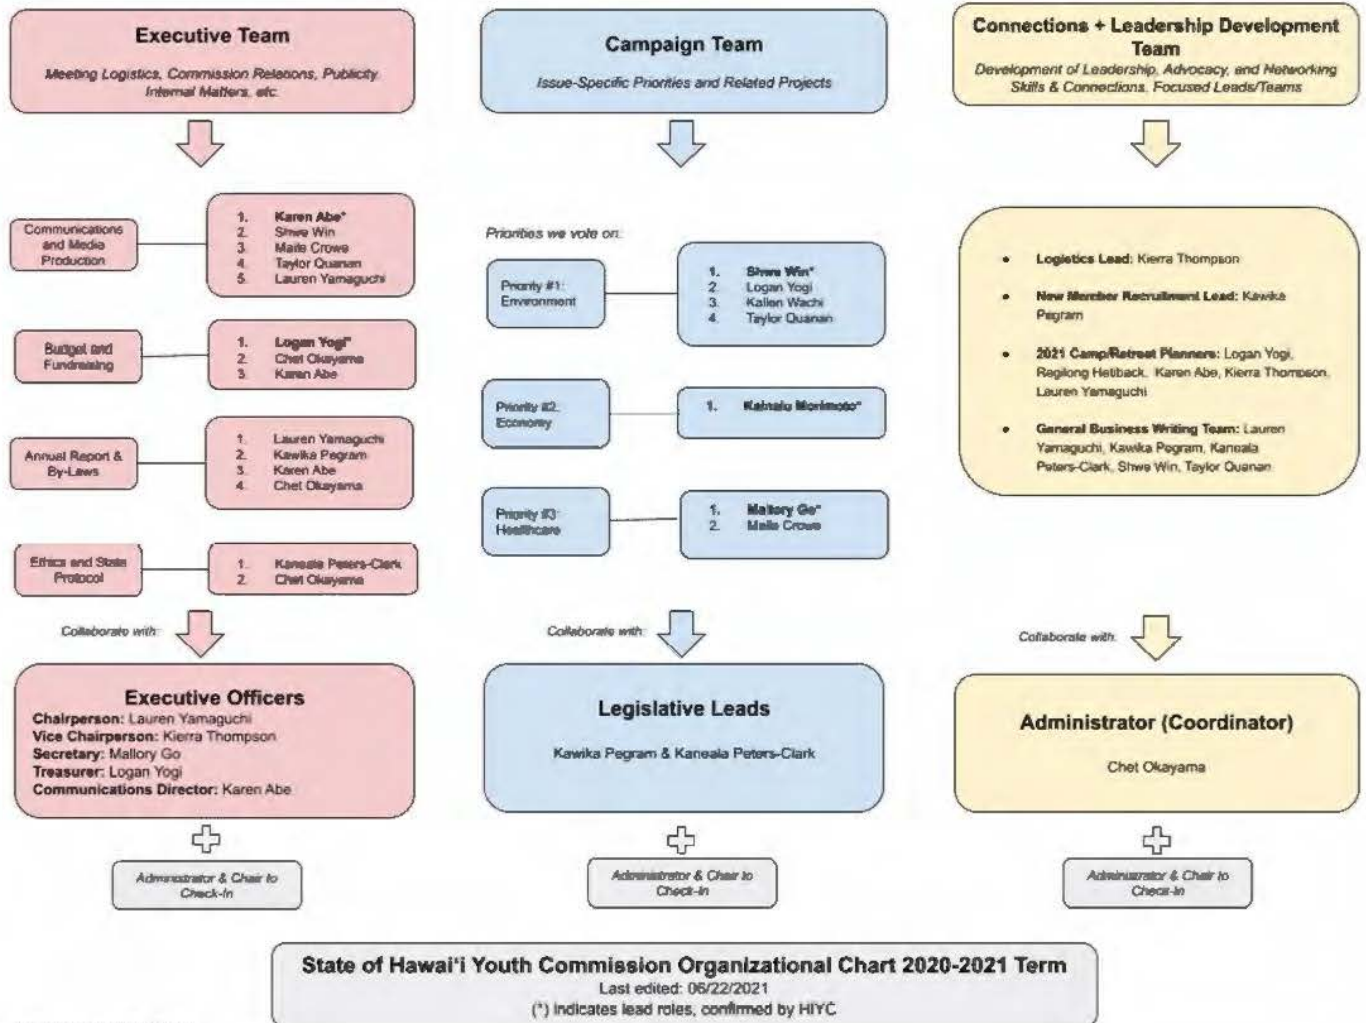 Executive Team
Meeting Logistics, Commission Relations, Publicity,
Internal Matters, etc.
Communications
and Media
Production
1. Karen Abe*
2. Shwe Win
3. Maile Crowe
4. Taylor Quanan
5. Lauren Yamaguchi
Budget and
Fundraising
1. Logan Yogi*
2. Chet Okayama
3. Karen Abe
Annual Report &
By-Laws
1. Lauren Yamaguchi
2. Kawika Pegram
3. Karen Abe
4. Chet Okayama
Ethics and State
Protocol
1. Kaneala Peters-Clark
2. Chet Okayama
Collaborate with:
Executive Officers
Chairperson: Lauren Yamaguchi
Vice Chairperson: Kierra Thompson
Secretary: Mallory Go
Treasurer: Logan Yogi
Communications Director: Karen Abe
Administrator & Chair to
Check-In
Campaign Team
Issue-Specific Priorities and Related Projects
Priorities we vote on:
Priority #1:
Environment
1. Shwe Win*
2. Logan Yogi
3. Kallen Wachi
4. Taylor Quanan
Priority #2:
Economy
1. Kainalu Morimoto*
Priority #3:
Healthcare
1. Mallory Go*
2. Maile Crowe
Collaborate with:
Legislative Leads
Kawika Pegram & Kaneala Peters-Clark
Administrator & Chair to
Check-In
Connections + Leadership Development
Team
Development of Leadership, Advocacy, and Networking
Skills & Connections, Focused Leads/Teams
• Logistics Lead: Kierra Thompson
• New Member Recruitment Lead: Kawika
Pegram
• 2021 Camp/Retreat Planners: Logan Yogi,
Karen Abe, Kierra Thompson,
Lauren Yamaguchi
• General Business Writing Team: Lauren
Yamaguchi, Kawika Pegram, Kaneala
Peters-Clark, Shwe Win, Taylor Quanan
Collaborate with:
Administrator (Coordinator)
Chet Okayama
Administrator & Chair to
Check-In
State of Hawaiʻi Youth Commission Organizational Chart 2020-2021 Term
Last edited: 06/22/2021
(*) indicates lead roles, confirmed by HIYC